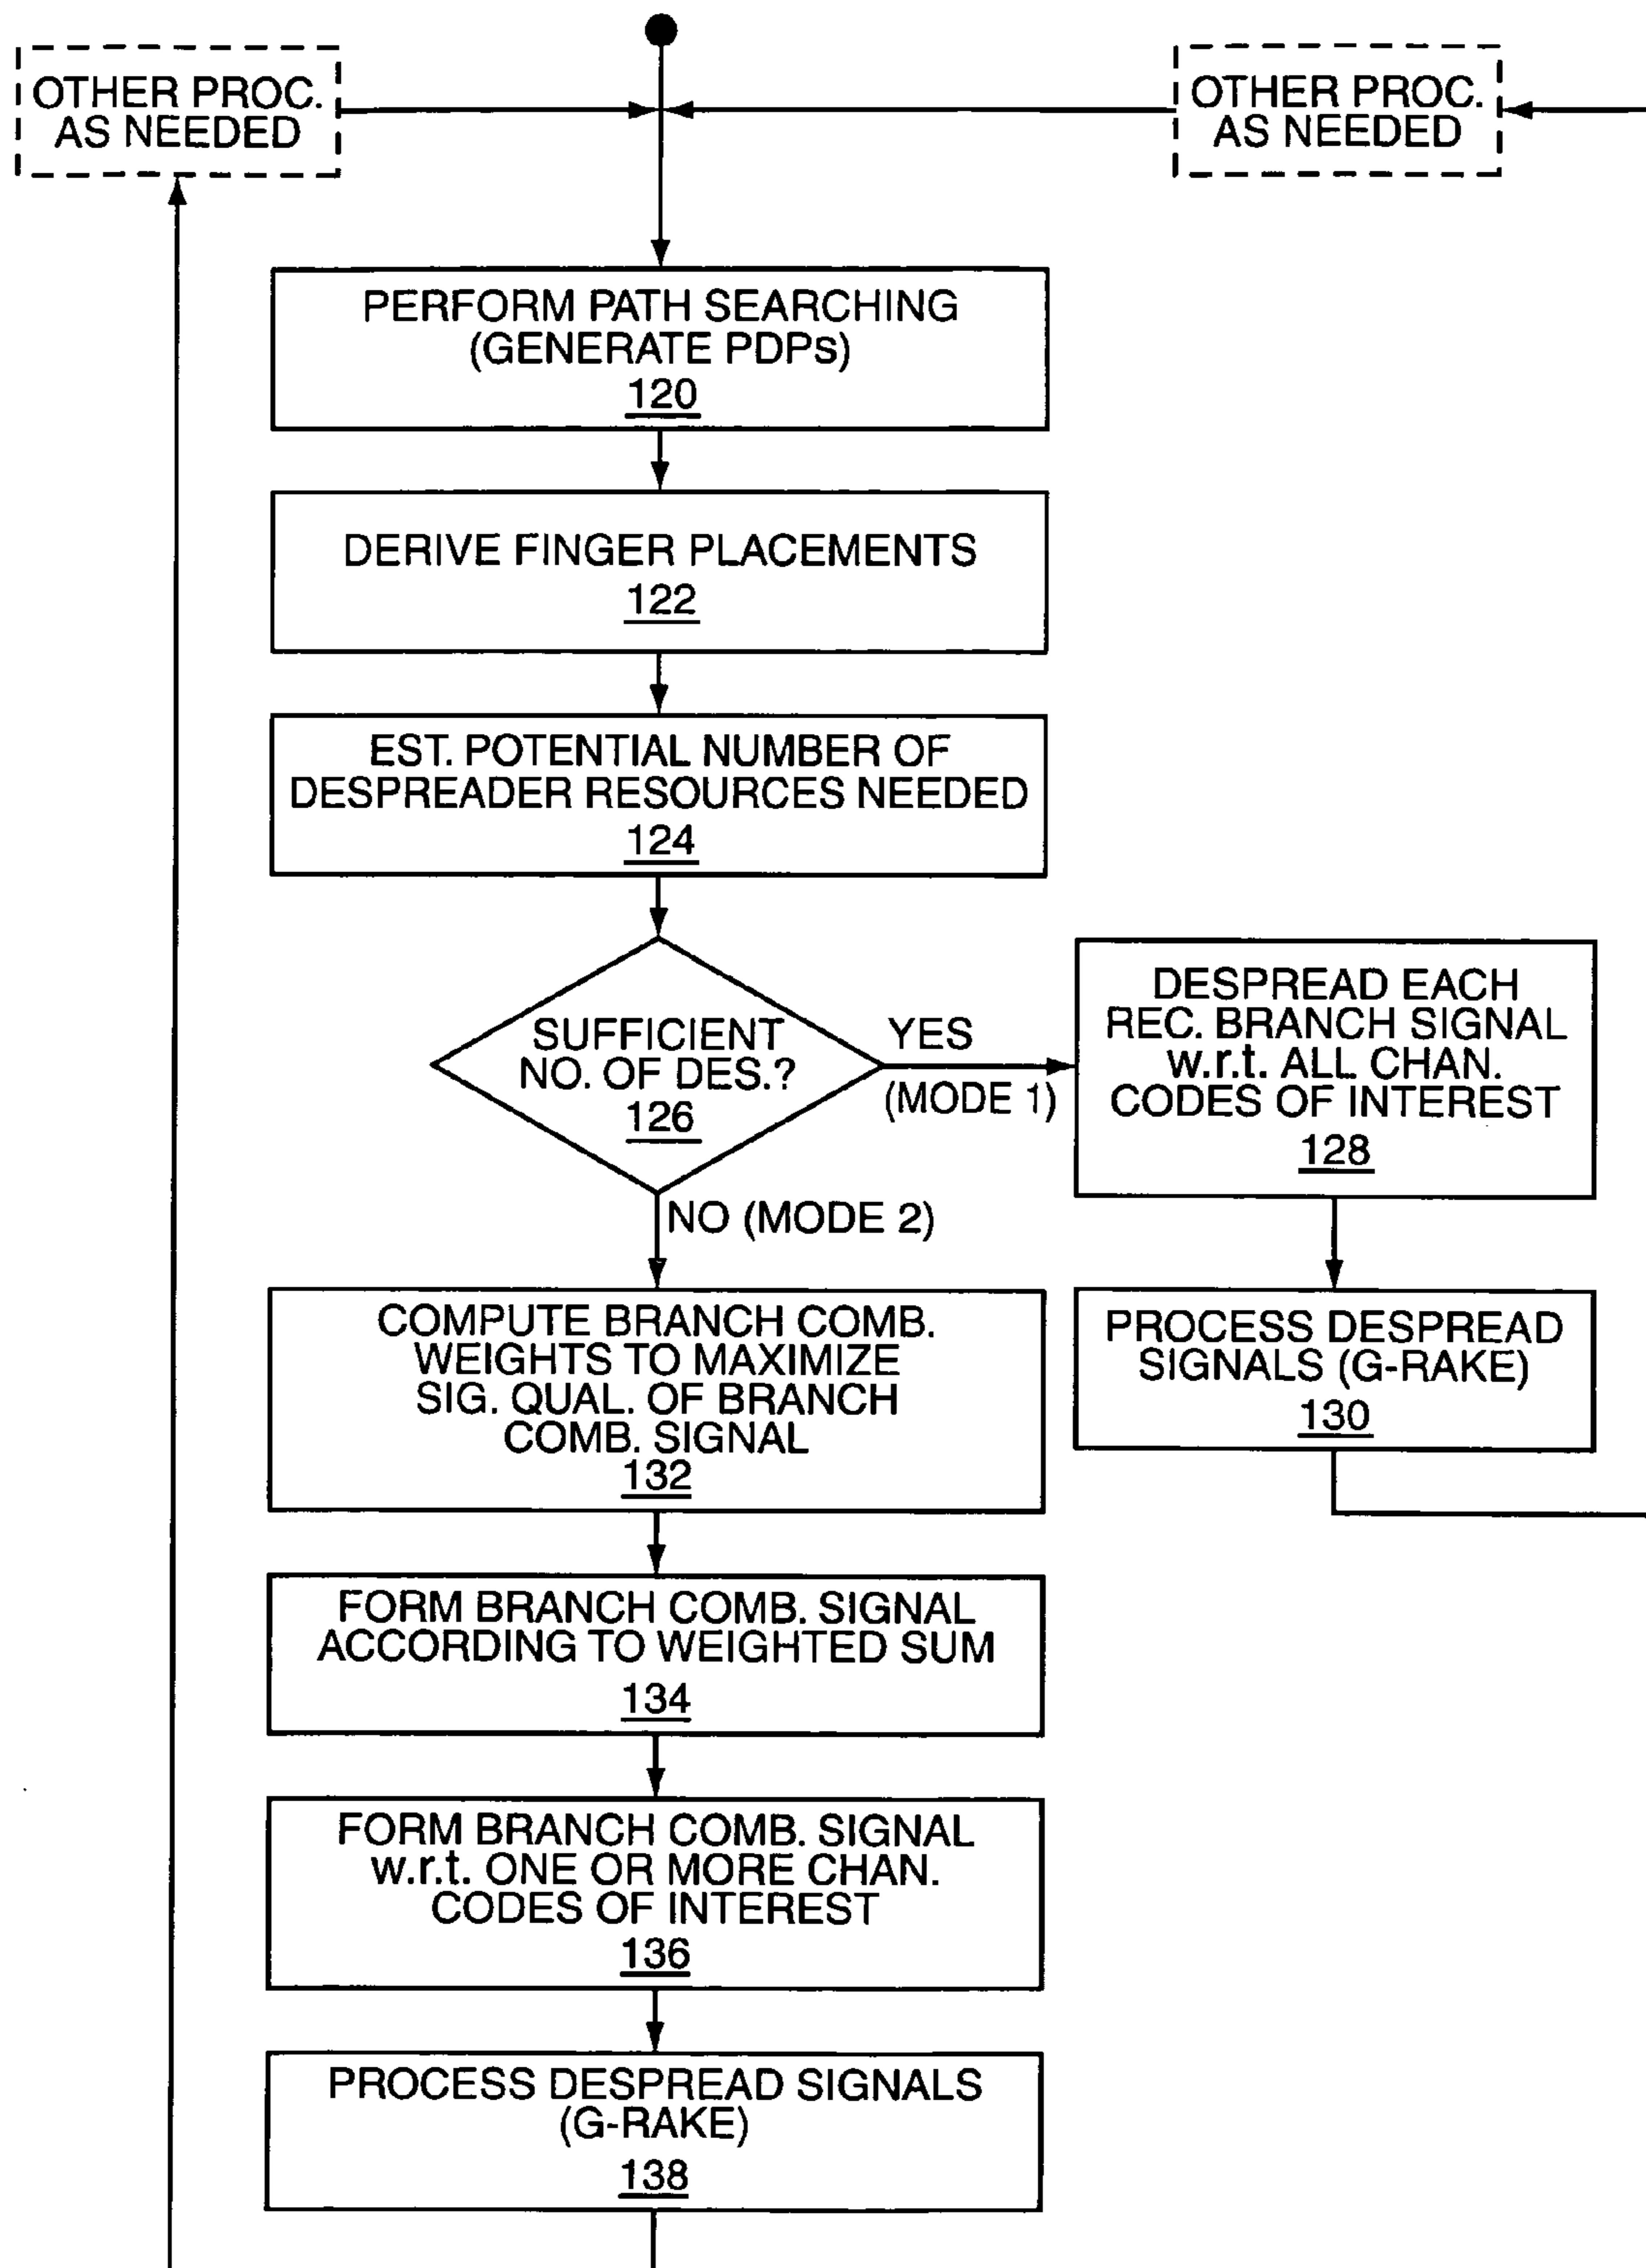 OTHER PROC.
AS NEEDED
OTHER PROC.
AS NEEDED
PERFORM PATH SEARCHING
(GENERATE PDPs)
120
DERIVE FINGER PLACEMENTS
122
EST. POTENTIAL NUMBER OF
DESPREADER RESOURCES NEEDED
124
SUFFICIENT
NO. OF DES.?
126
YES
(MODE 1)
DESPREAD EACH
REC. BRANCH SIGNAL
w.r.t. ALL CHAN.
CODES OF INTEREST
128
NO (MODE 2)
PROCESS DESPREAD
SIGNALS (G-RAKE)
130
COMPUTE BRANCH COMB.
WEIGHTS TO MAXIMIZE
SIG. QUAL. OF BRANCH
COMB. SIGNAL
132
FORM BRANCH COMB. SIGNAL
ACCORDING TO WEIGHTED SUM
134
FORM BRANCH COMB. SIGNAL
w.r.t. ONE OR MORE CHAN.
CODES OF INTEREST
136
PROCESS DESPREAD SIGNALS
(G-RAKE)
138